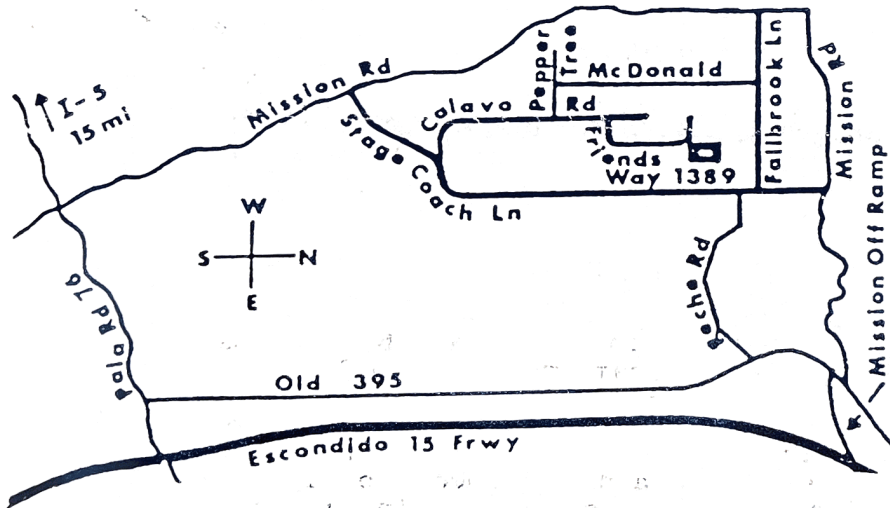 I-5
15 mi
Mission Rd
Stage Coach Ln
Calavo Rd
Pepper
Tree
McDonald
Friends
Way 1389
Fallbrook Ln
Mission Rd
Mission Off Ramp
W
S N
E
Reche Rd
Pala Rd 76
Old 395
Escondido 15 Frwy